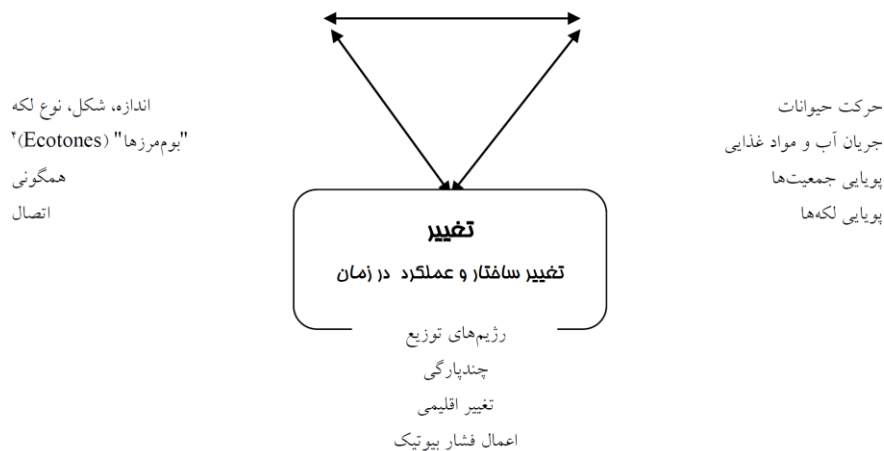 حرکت حیوانات
جریان آب و مواد غذایی
پویایی جمعیت‌ها
پویایی لکه‌ها
اندازه، شکل، نوع لکه
"بوم‌مرزها" (Ecotones)²
همگونی
اتصال
تغییر
تغییر ساختار و عملکرد در زمان
رژیم‌های توزیع
چندپارگی
تغییر اقلیمی
اعمال فشار بیوتیک